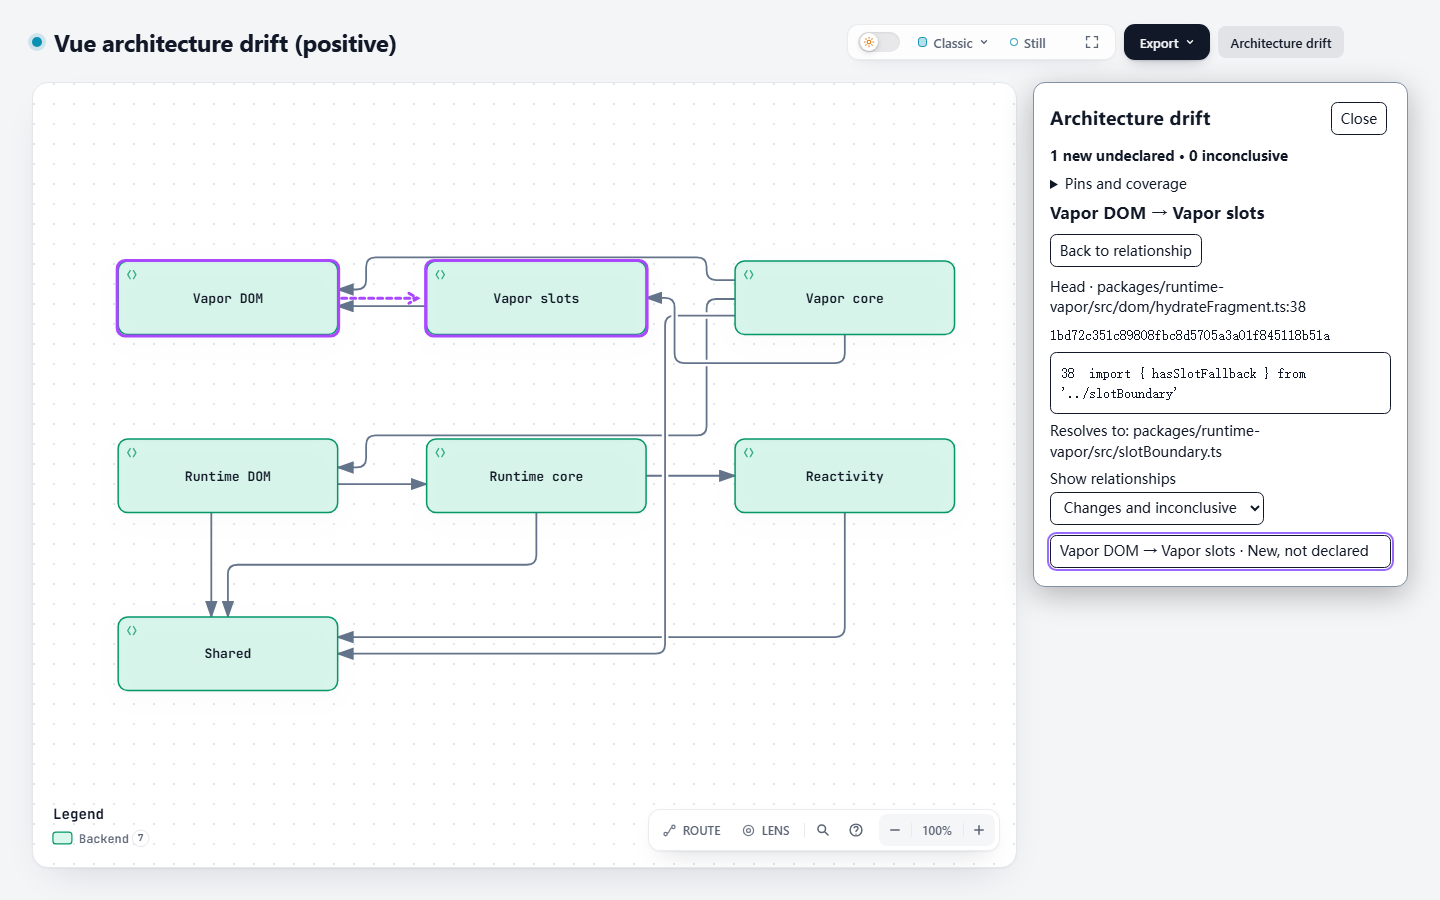 Vue architecture drift (positive)
Classic
Still
Export
Architecture drift
Vapor DOM
Vapor slots
Vapor core
Runtime DOM
Runtime core
Reactivity
Shared
Legend
Backend 7
ROUTE
LENS
100%
Architecture drift
Close
1 new undeclared • 0 inconclusive
Pins and coverage
Vapor DOM → Vapor slots
Back to relationship
Head · packages/runtime-
vapor/src/dom/hydrateFragment.ts:38
1bd72c351c89808fbc8d5705a3a01f845118b51a
38 import { hasSlotFallback } from
'../slotBoundary'
Resolves to: packages/runtime-
vapor/src/slotBoundary.ts
Show relationships
Changes and inconclusive
Vapor DOM → Vapor slots · New, not declared